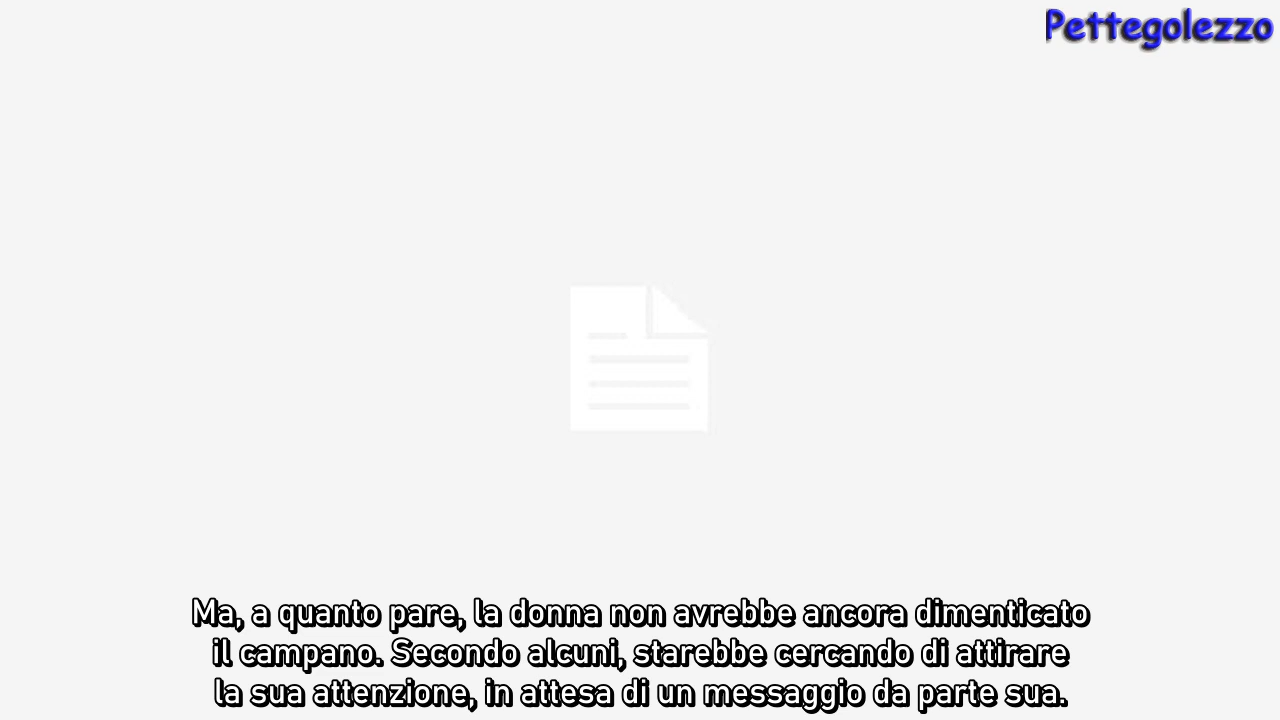 Pettegolezzo
Ma, a quanto pare, la donna non avrebbe ancora dimenticato
il campano. Secondo alcuni, starebbe cercando di attirare
la sua attenzione, in attesa di un messaggio da parte sua.